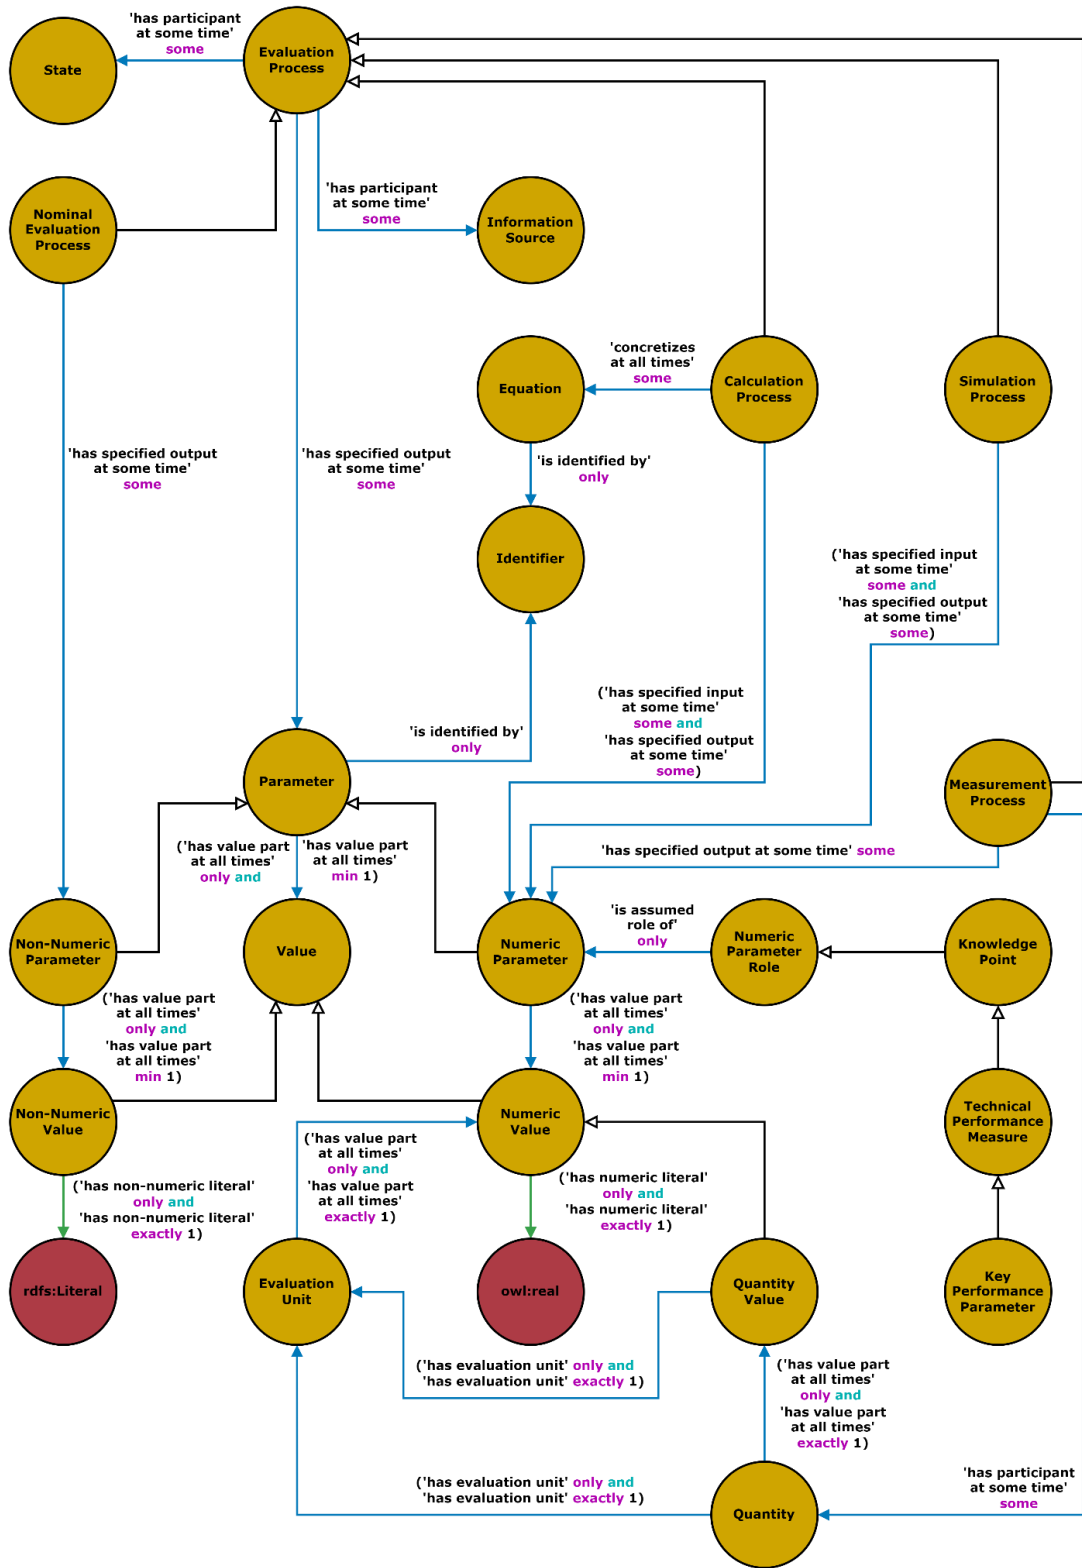 'has participant
at some time'
some
State
Evaluation
Process
Nominal
Evaluation
Process
'has participant
at some time'
some
Information
Source
'concretizes
at all times'
some
Equation
Calculation
Process
Simulation
Process
'has specified output
at some time'
some
'has specified output
at some time'
some
'is identified by'
only
Identifier
('has specified input
at some time'
some and
'has specified output
at some time'
some)
('has specified input
at some time'
some and
'has specified output
at some time'
some)
'is identified by'
only
Parameter
Measurement
Process
('has value part
at all times'
only and
'has value part
at all times'
min 1)
'has specified output at some time' some
Non-Numeric
Parameter
Value
Numeric
Parameter
'is assumed
role of'
only
Numeric
Parameter
Role
Knowledge
Point
('has value part
at all times'
only and
'has value part
at all times'
min 1)
('has value part
at all times'
only and
'has value part
at all times'
min 1)
Non-Numeric
Value
Numeric
Value
Technical
Performance
Measure
('has value part
at all times'
only and
'has value part
at all times'
exactly 1)
('has non-numeric literal'
only and
'has non-numeric literal'
exactly 1)
('has numeric literal'
only and
'has numeric literal'
exactly 1)
rdfs:Literal
Evaluation
Unit
owl:real
Quantity
Value
Key
Performance
Parameter
('has evaluation unit' only and
'has evaluation unit' exactly 1)
('has value part
at all times'
only and
'has value part
at all times'
exactly 1)
('has evaluation unit' only and
'has evaluation unit' exactly 1)
Quantity
'has participant
at some time'
some